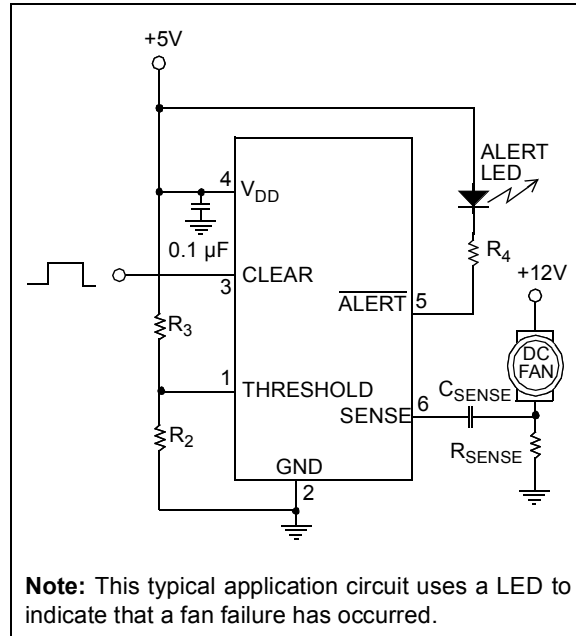 +5V
ALERT
LED
4
V_DD
0.1 µF
R_4
+12V
CLEAR
3
ALERT
5
R_3
DC
FAN
1
THRESHOLD
C_SENSE
SENSE
6
R_2
R_SENSE
GND
2
Note: This typical application circuit uses a LED to
indicate that a fan failure has occurred.